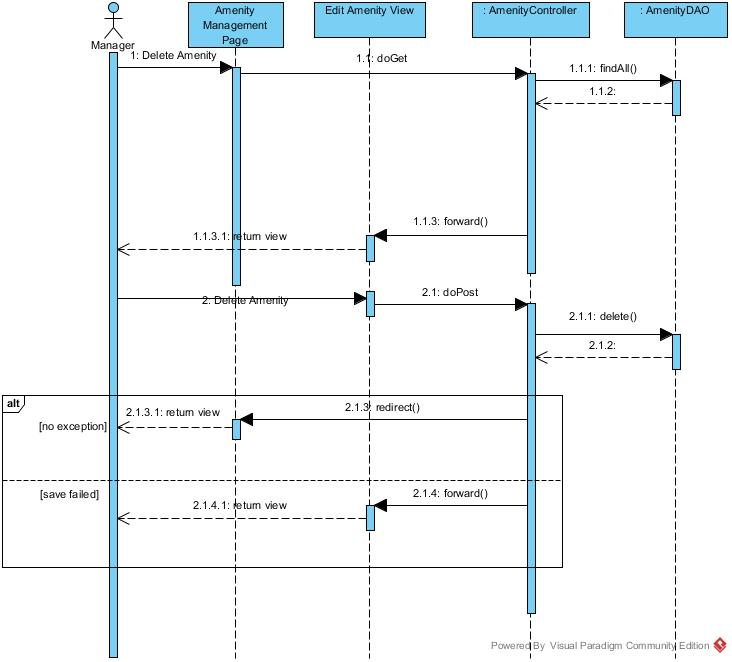 Manager
Amenity
Management
Page
Edit Amenity View
: AmenityController
: AmenityDAO
1: Delete Amenity
1.1: doGet
1.1.1: findAll()
1.1.2:
1.1.3: forward()
1.1.3.1: return view
2: Delete Amenity
2.1: doPost
2.1.1: delete()
2.1.2:
alt
2.1.3: redirect()
2.1.3.1: return view
[no exception]
[save failed]
2.1.4: forward()
2.1.4.1: return view
Powered By Visual Paradigm Community Edition